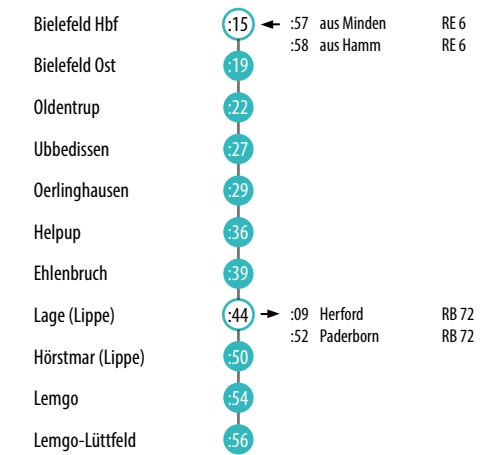 Bielefeld Hbf :15 :57 aus Minden RE 6
:58 aus Hamm RE 6
Bielefeld Ost :19
Oldentrup :22
Ubbedissen :27
Oerlinghausen :29
Helpup :36
Ehlenbruch :39
Lage (Lippe) :44 :09 Herford RB 72
:52 Paderborn RB 72
Hörstmar (Lippe) :50
Lemgo :54
Lemgo-Lüttfeld :56